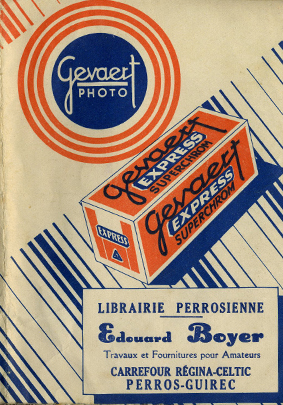 Gevaert
PHOTO
Gevaert
EXPRESS
SUPERCHROM
Gevaert
EXPRESS
SUPERCHROM
EXPRESS
LIBRAIRIE PERROSIENNE
Edouard Boyer
Travaux et Fournitures pour Amateurs
CARREFOUR RÉGINA-CELTIC
PERROS-GUIREC